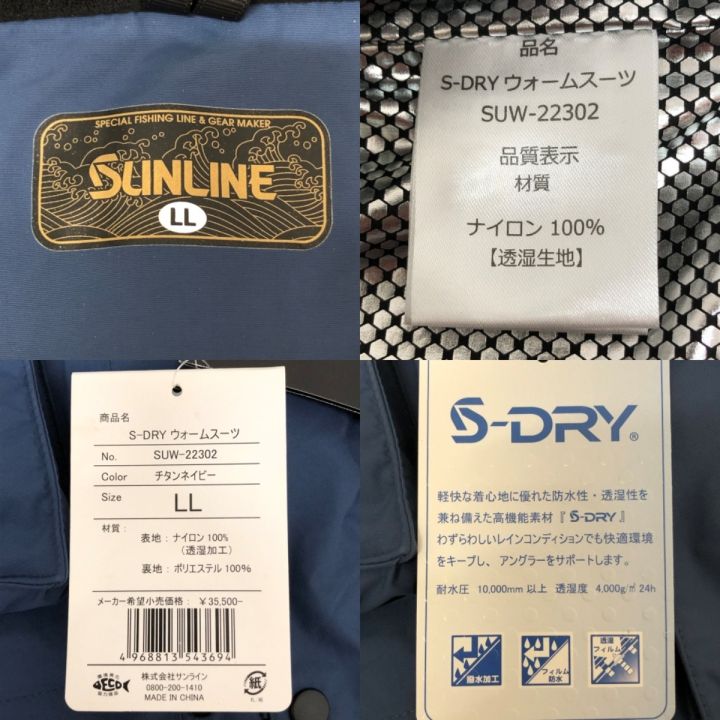 SPECIAL FISHING LINE & GEAR MAKER
SUNLINE
LL
品名
S-DRY ウォームスーツ
SUW-22302
品質表示
材質
ナイロン 100%
【透湿生地】
商品名
S-DRY ウォームスーツ
No. SUW-22302
Color チタンネイビー
Size LL
材質：
表地：ナイロン 100%
（透湿加工）
裏地：ポリエステル 100%
メーカー希望小売価格： ¥35,500-
4968813543694
株式会社サンライン
0800-200-1410
MADE IN CHINA
紙
S-DRY®
軽快な着心地に優れた防水性・透湿性を
兼ね備えた高機能素材『S-DRY』
わずらわしいレインコンディションでも快適環境
をキープし、アングラーをサポートします。
耐水圧 10,000mm 以上 透湿度 4,000g/㎡ 24h
撥水加工
フィルム
防水
透湿
フィルム